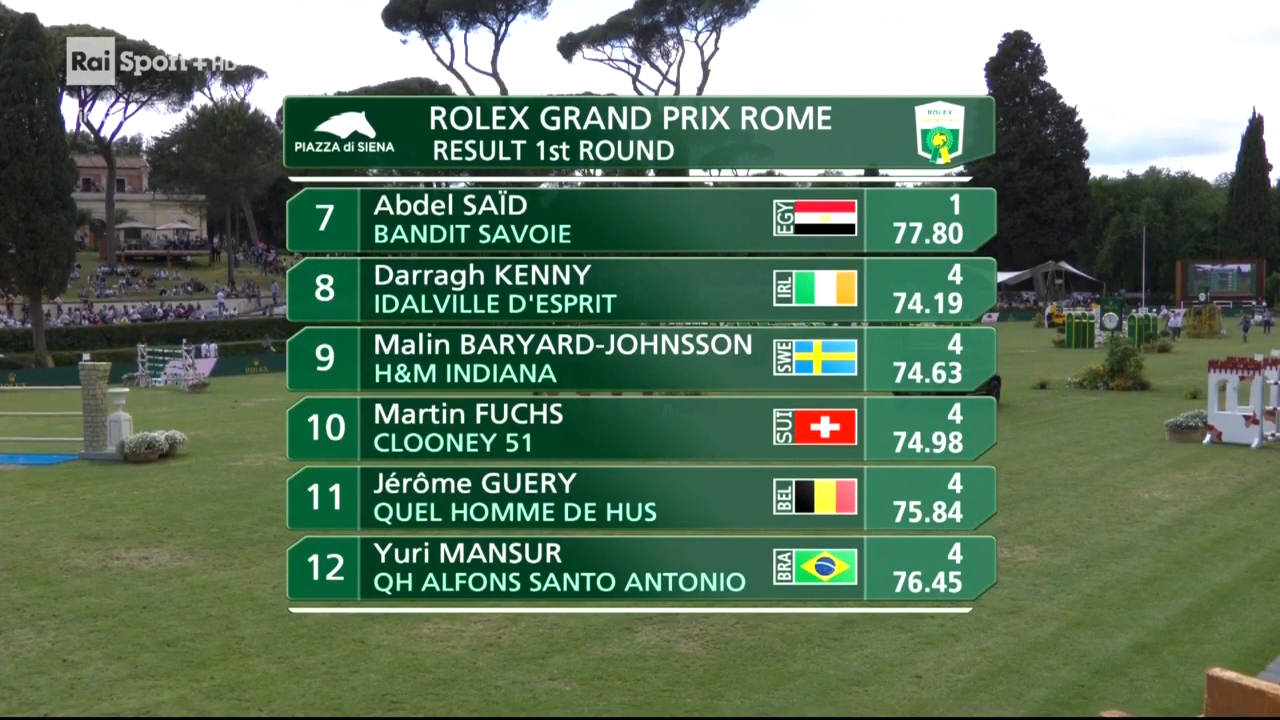 Rai Sport+HD
ROLEX GRAND PRIX ROME
RESULT 1st ROUND
PIAZZA di SIENA
ROLEX
7 Abdel SAÏD EGY 1
BANDIT SAVOIE 77.80
8 Darragh KENNY IRL 4
IDALVILLE D'ESPRIT 74.19
9 Malin BARYARD-JOHNSSON SWE 4
H&M INDIANA 74.63
10 Martin FUCHS SUI 4
CLOONEY 51 74.98
11 Jérôme GUERY BEL 4
QUEL HOMME DE HUS 75.84
12 Yuri MANSUR BRA 4
QH ALFONS SANTO ANTONIO 76.45
ROLEX